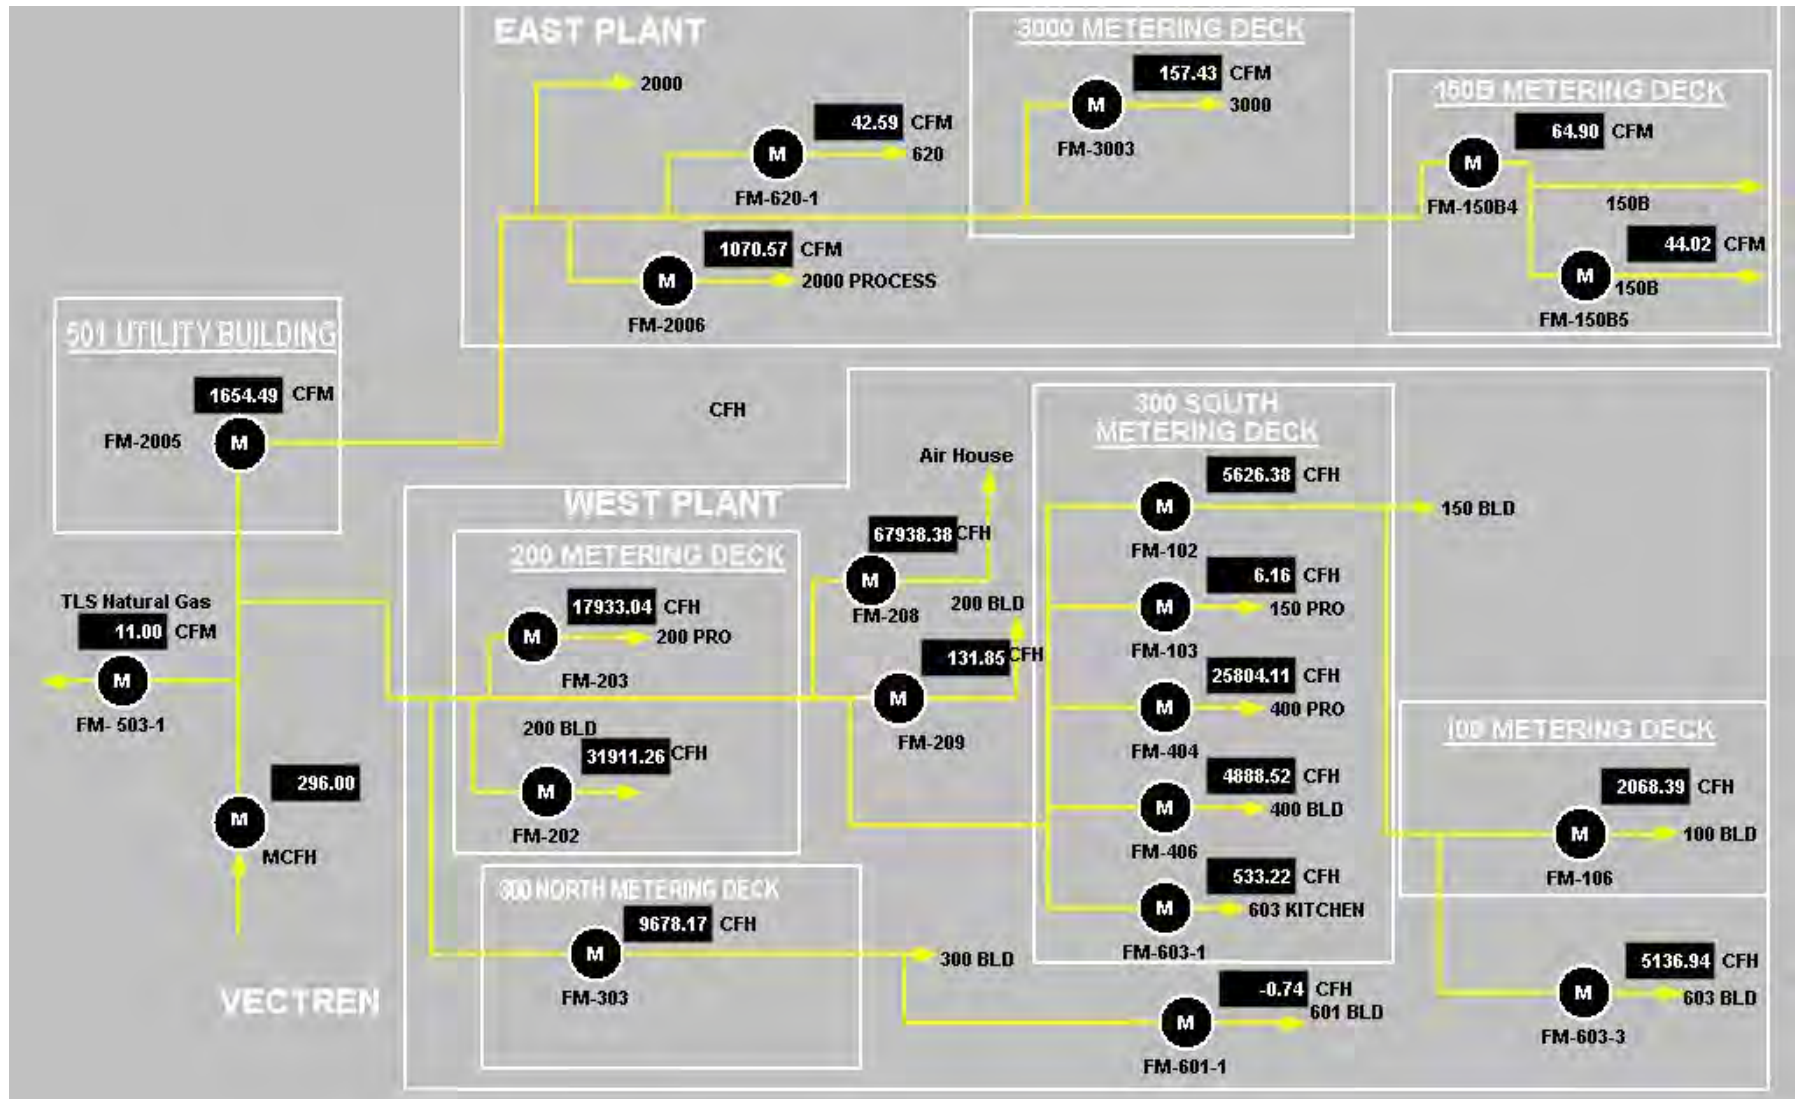 EAST PLANT
2000
42.59 CFM
M
620
FM-620-1
1070.57 CFM
M
2000 PROCESS
FM-2006
3000 METERING DECK
157.43 CFM
M
3000
FM-3003
150B METERING DECK
64.90 CFM
M
FM-150B4
150B
44.02 CFM
M
150B
FM-150B5
501 UTILITY BUILDING
1654.49 CFM
FM-2005
M
CFH
TLS Natural Gas
11.00 CFM
M
FM- 503-1
296.00
M
MCFH
VECTREN
WEST PLANT
200 METERING DECK
17933.04 CFH
M
200 PRO
FM-203
200 BLD
31911.26 CFH
M
FM-202
300 NORTH METERING DECK
9678.17 CFH
M
300 BLD
FM-303
Air House
67938.38 CFH
M
FM-208
200 BLD
131.85 CFH
M
FM-209
300 SOUTH
METERING DECK
5626.38 CFH
M
150 BLD
FM-102
6.16 CFH
M
150 PRO
FM-103
25804.11 CFH
M
400 PRO
FM-404
4888.52 CFH
M
400 BLD
FM-406
533.22 CFH
M
603 KITCHEN
FM-603-1
-0.74 CFH
601 BLD
M
FM-601-1
100 METERING DECK
2068.39 CFH
M
100 BLD
FM-106
5136.94 CFH
M
603 BLD
FM-603-3